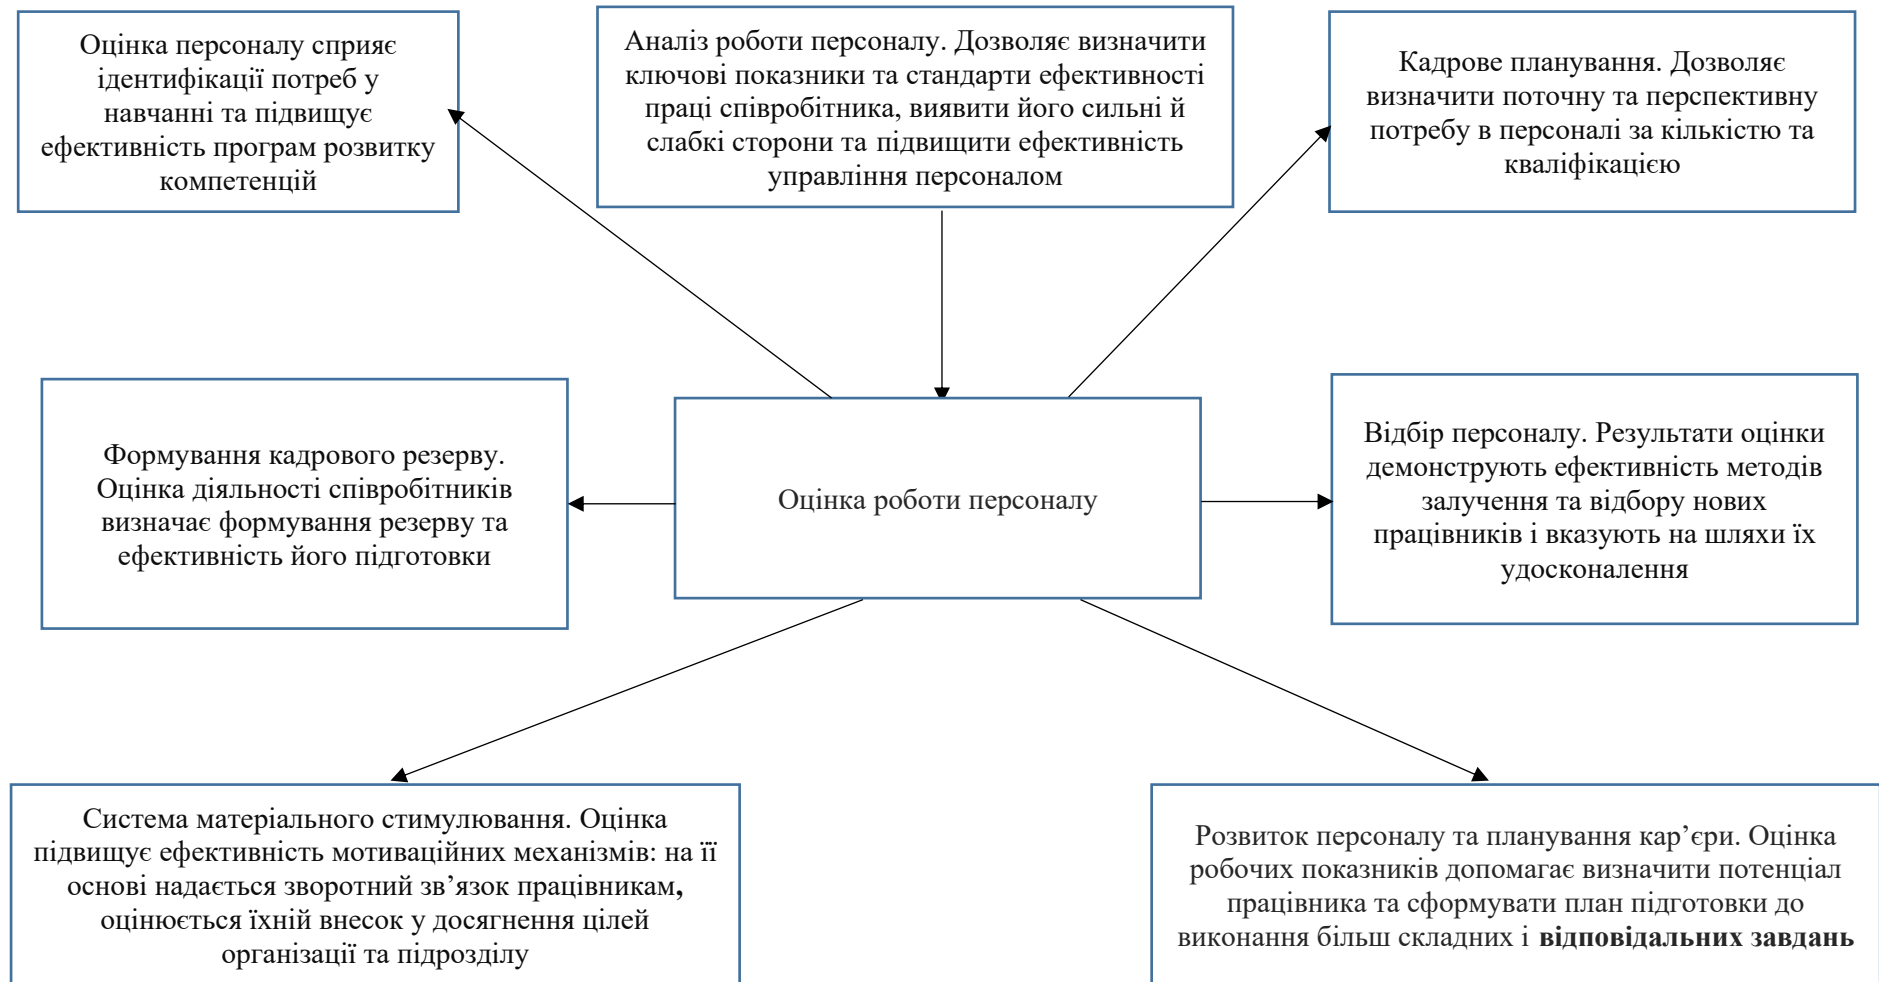 Оцінка персоналу сприяє
ідентифікації потреб у
навчанні та підвищує
ефективність програм розвитку
компетенцій
Аналіз роботи персоналу. Дозволяє визначити
ключові показники та стандарти ефективності
праці співробітника, виявити його сильні й
слабкі сторони та підвищити ефективність
управління персоналом
Кадрове планування. Дозволяє
визначити поточну та перспективну
потребу в персоналі за кількістю та
кваліфікацією
Формування кадрового резерву.
Оцінка діяльності співробітників
визначає формування резерву та
ефективність його підготовки
Оцінка роботи персоналу
Відбір персоналу. Результати оцінки
демонструють ефективність методів
залучення та відбору нових
працівників і вказують на шляхи їх
удосконалення
Система матеріального стимулювання. Оцінка
підвищує ефективність мотиваційних механізмів: на її
основі надається зворотний зв’язок працівникам,
оцінюється їхній внесок у досягнення цілей
організації та підрозділу
Розвиток персоналу та планування кар’єри. Оцінка
робочих показників допомагає визначити потенціал
працівника та сформувати план підготовки до
виконання більш складних і відповідальних завдань